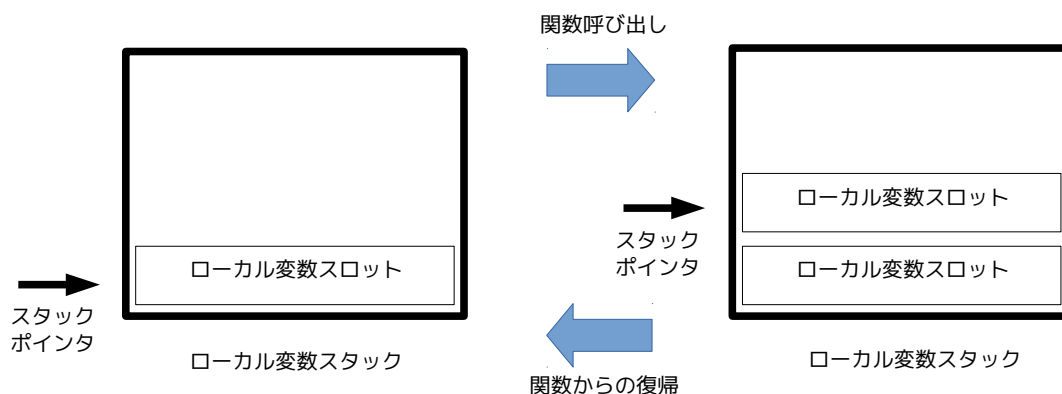 関数呼び出し
ローカル変数スロット
スタック
ポインタ
ローカル変数スロット
ローカル変数スロット
スタック
ポインタ
ローカル変数スタック
ローカル変数スタック
関数からの復帰